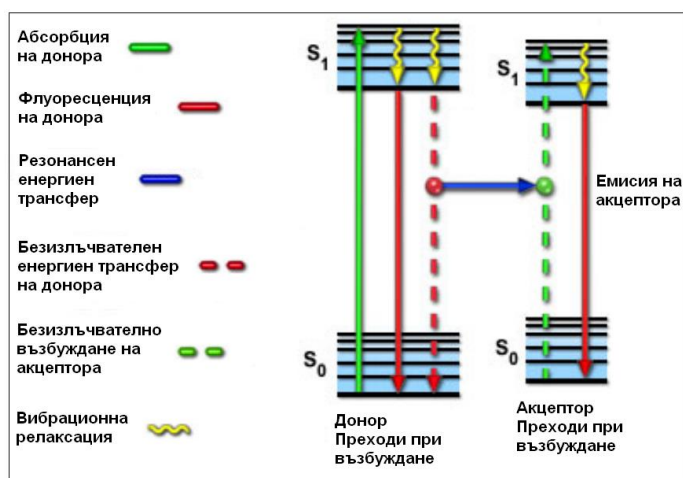 Абсорбция
на донора
Флуоресценция
на донора
Резонансен
енергиен
трансфер
Безизлъчвателен
енергиен трансфер
на донора
Безизлъчвателно
възбуждане на
акцептора
Вибрационна
релаксация
S1
S0
Донор
Преходи при
възбуждане
S1
S0
Акцептор
Преходи при
възбуждане
Емисия на
акцептора